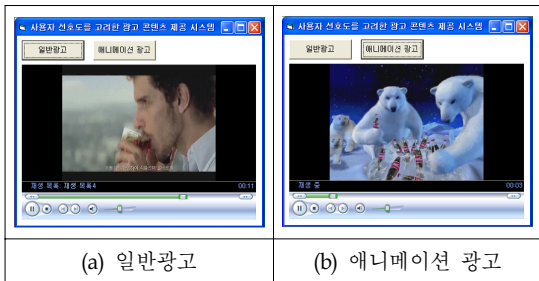 사용자 선호도를 고려한 광고 콘텐츠 제공 시스템
일반광고 애니메이션 광고
재생 목록: 재생 목록4 00:11
(a) 일반광고
사용자 선호도를 고려한 광고 콘텐츠 제공 시스템
일반광고 애니메이션 광고
재생 중 00:03
(b) 애니메이션 광고